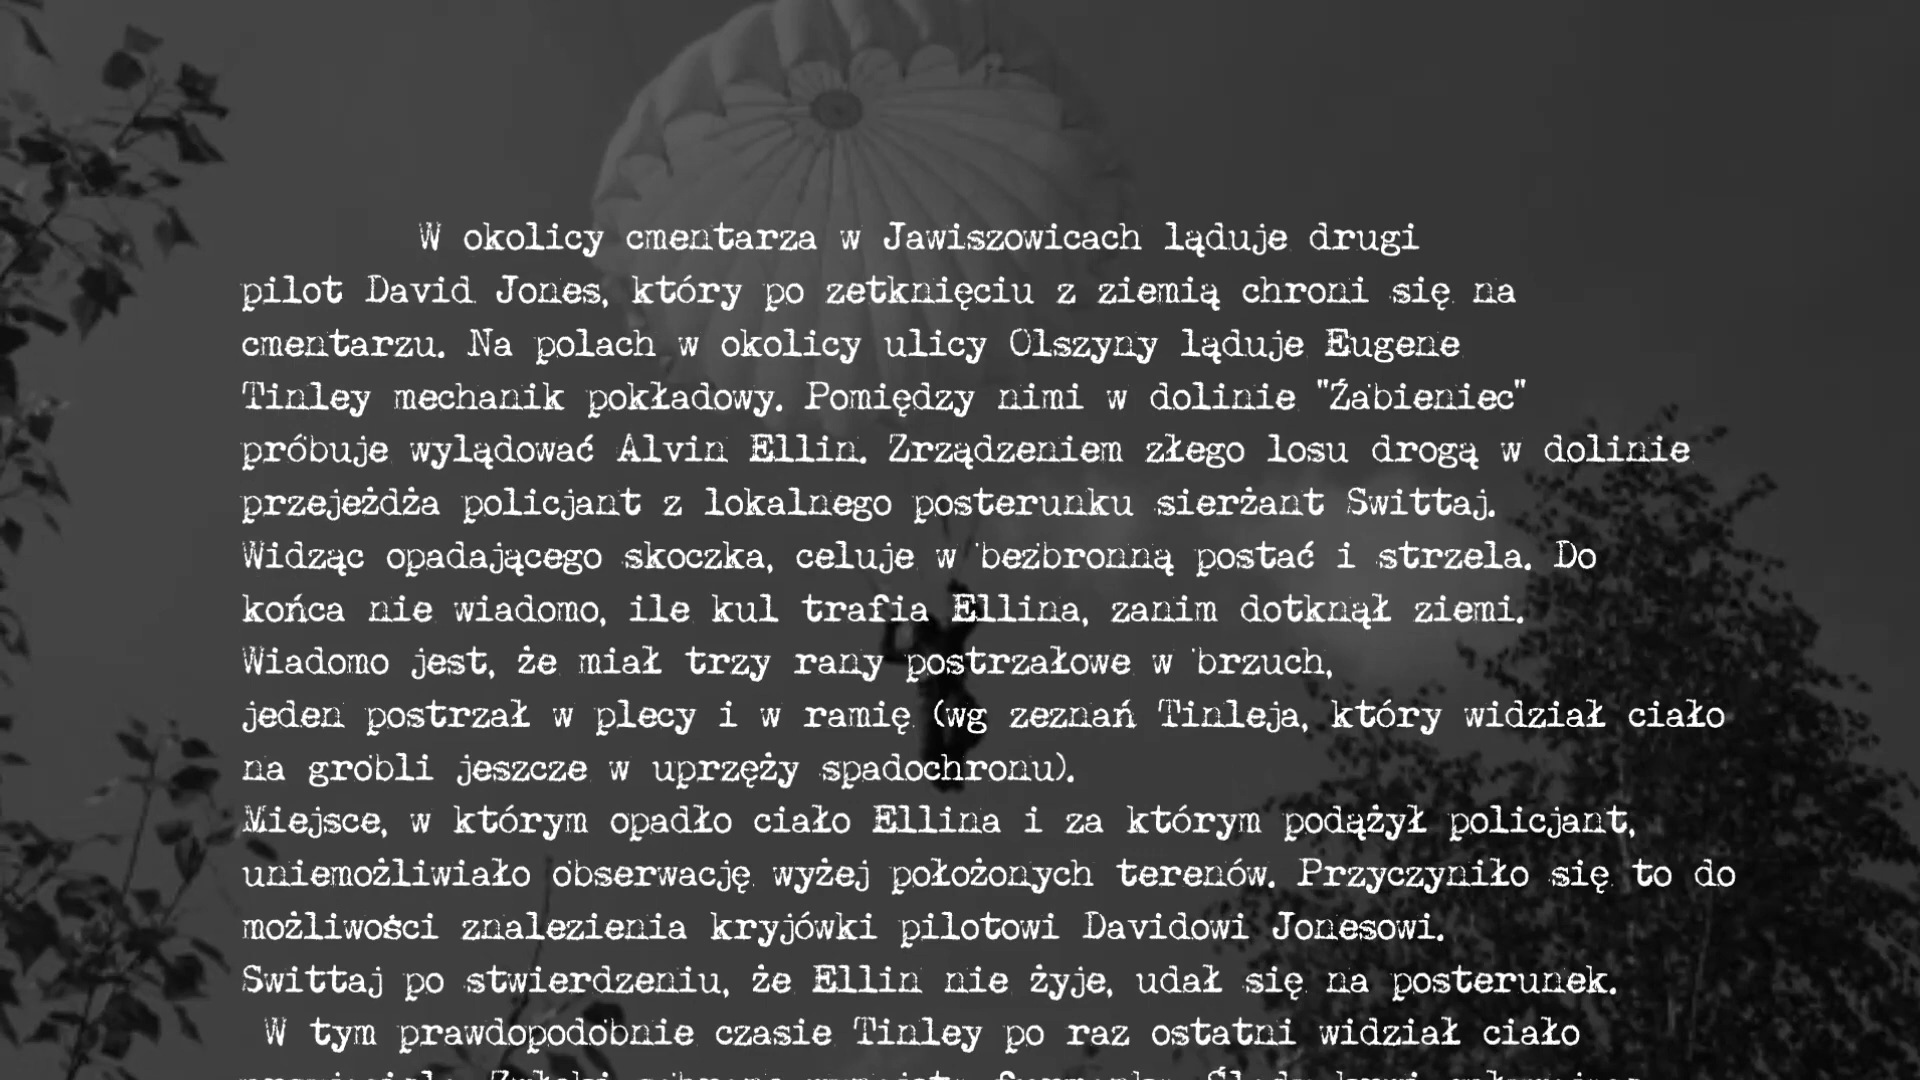 W okolicy cmentarza w Jawiszowicach ląduje drugi
pilot David Jones, który po zetknięciu z ziemią chroni się na
cmentarzu. Na polach w okolicy ulicy Olszyny ląduje Eugene
Tinley mechanik pokładowy. Pomiędzy nimi w dolinie "Źabieniec"
próbuje wylądować Alvin Ellin. Zrządzeniem złego losu drogą w dolinie
przejeżdża policjant z lokalnego posterunku sierżant Swittaj.
Widząc opadającego skoczka, celuje w bezbronną postać i strzela. Do
końca nie wiadomo, ile kul trafia Ellina, zanim dotknął ziemi.
Wiadomo jest, że miał trzy rany postrzałowe w brzuch,
jeden postrzał w plecy i w ramię (wg zeznań Tinleja, który widział ciało
na grobli jeszcze w uprzęży spadochronu).
Miejsce, w którym opadło ciało Ellina i za którym podążył policjant,
uniemożliwiało obserwację wyżej położonych terenów. Przyczyniło się to do
możliwości znalezienia kryjówki pilotowi Davidowi Jonesowi.
Swittaj po stwierdzeniu, że Ellin nie żyje, udał się na posterunek.
W tym prawdopodobnie czasie Tinley po raz ostatni widział ciało